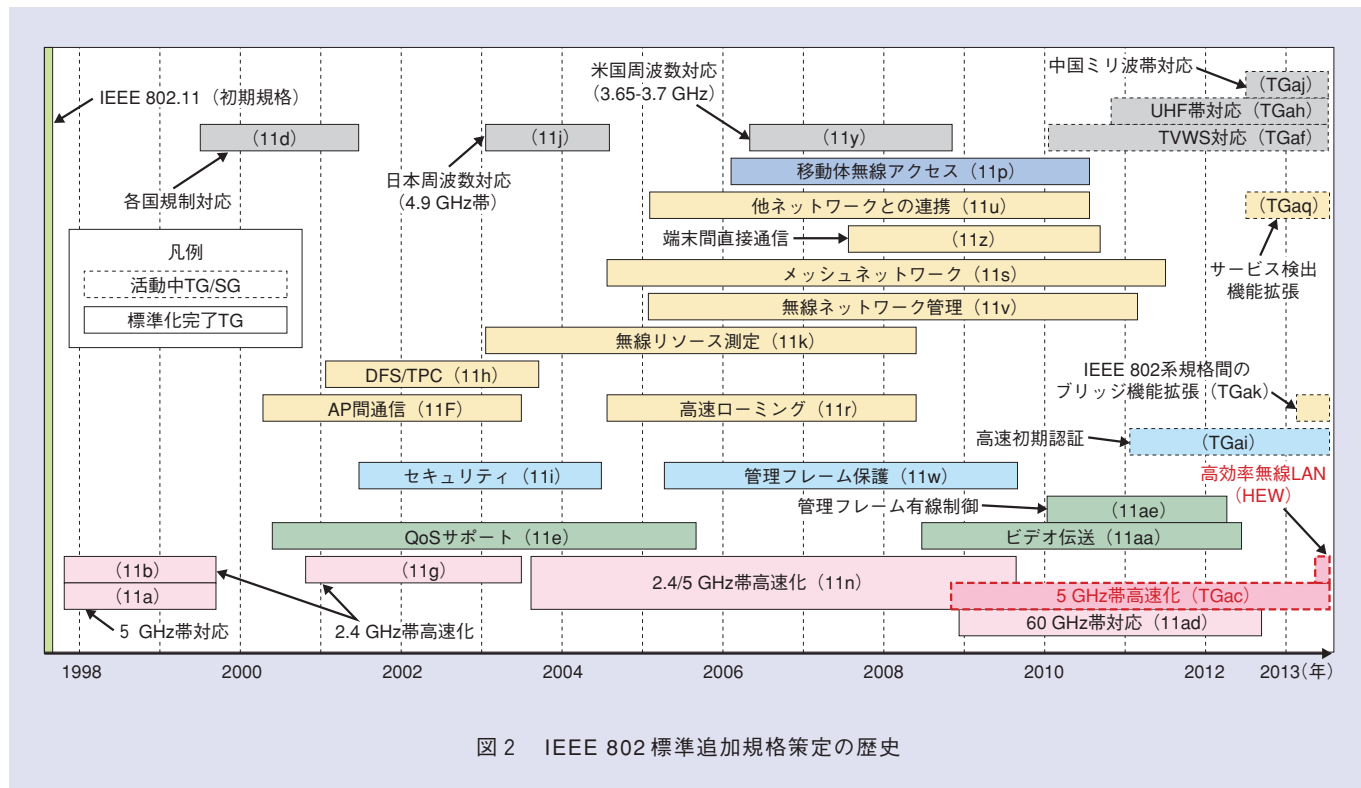 中国ミリ波帯対応
(TGaj)
米国周波数対応
(3.65-3.7 GHz)
IEEE 802.11(初期規格)
UHF帯対応(TGah)
(11d)
(11j)
(11y)
TVWS対応(TGaf)
各国規制対応
日本周波数対応
(4.9 GHz帯)
移動体無線アクセス(11p)
他ネットワークとの連携(11u)
(TGaq)
端末間直接通信
(11z)
サービス検出
機能拡張
凡例
活動中TG/SG
標準化完了TG
メッシュネットワーク(11s)
無線ネットワーク管理(11v)
無線リソース測定(11k)
DFS/TPC(11h)
IEEE 802系規格間の
ブリッジ機能拡張(TGak)
AP間通信(11F)
高速ローミング(11r)
高速初期認証
(TGai)
セキュリティ(11i)
管理フレーム保護(11w)
高効率無線LAN
(HEW)
管理フレーム有線制御
(11ae)
QoSサポート(11e)
ビデオ伝送(11aa)
(11b)
(11g)
2.4/5 GHz帯高速化(11n)
(11a)
5 GHz帯高速化(TGac)
5 GHz帯対応
2.4 GHz帯高速化
60 GHz帯対応(11ad)
1998 2000 2002 2004 2006 2008 2010 2012 2013(年)
図2 IEEE 802標準追加規格策定の歴史